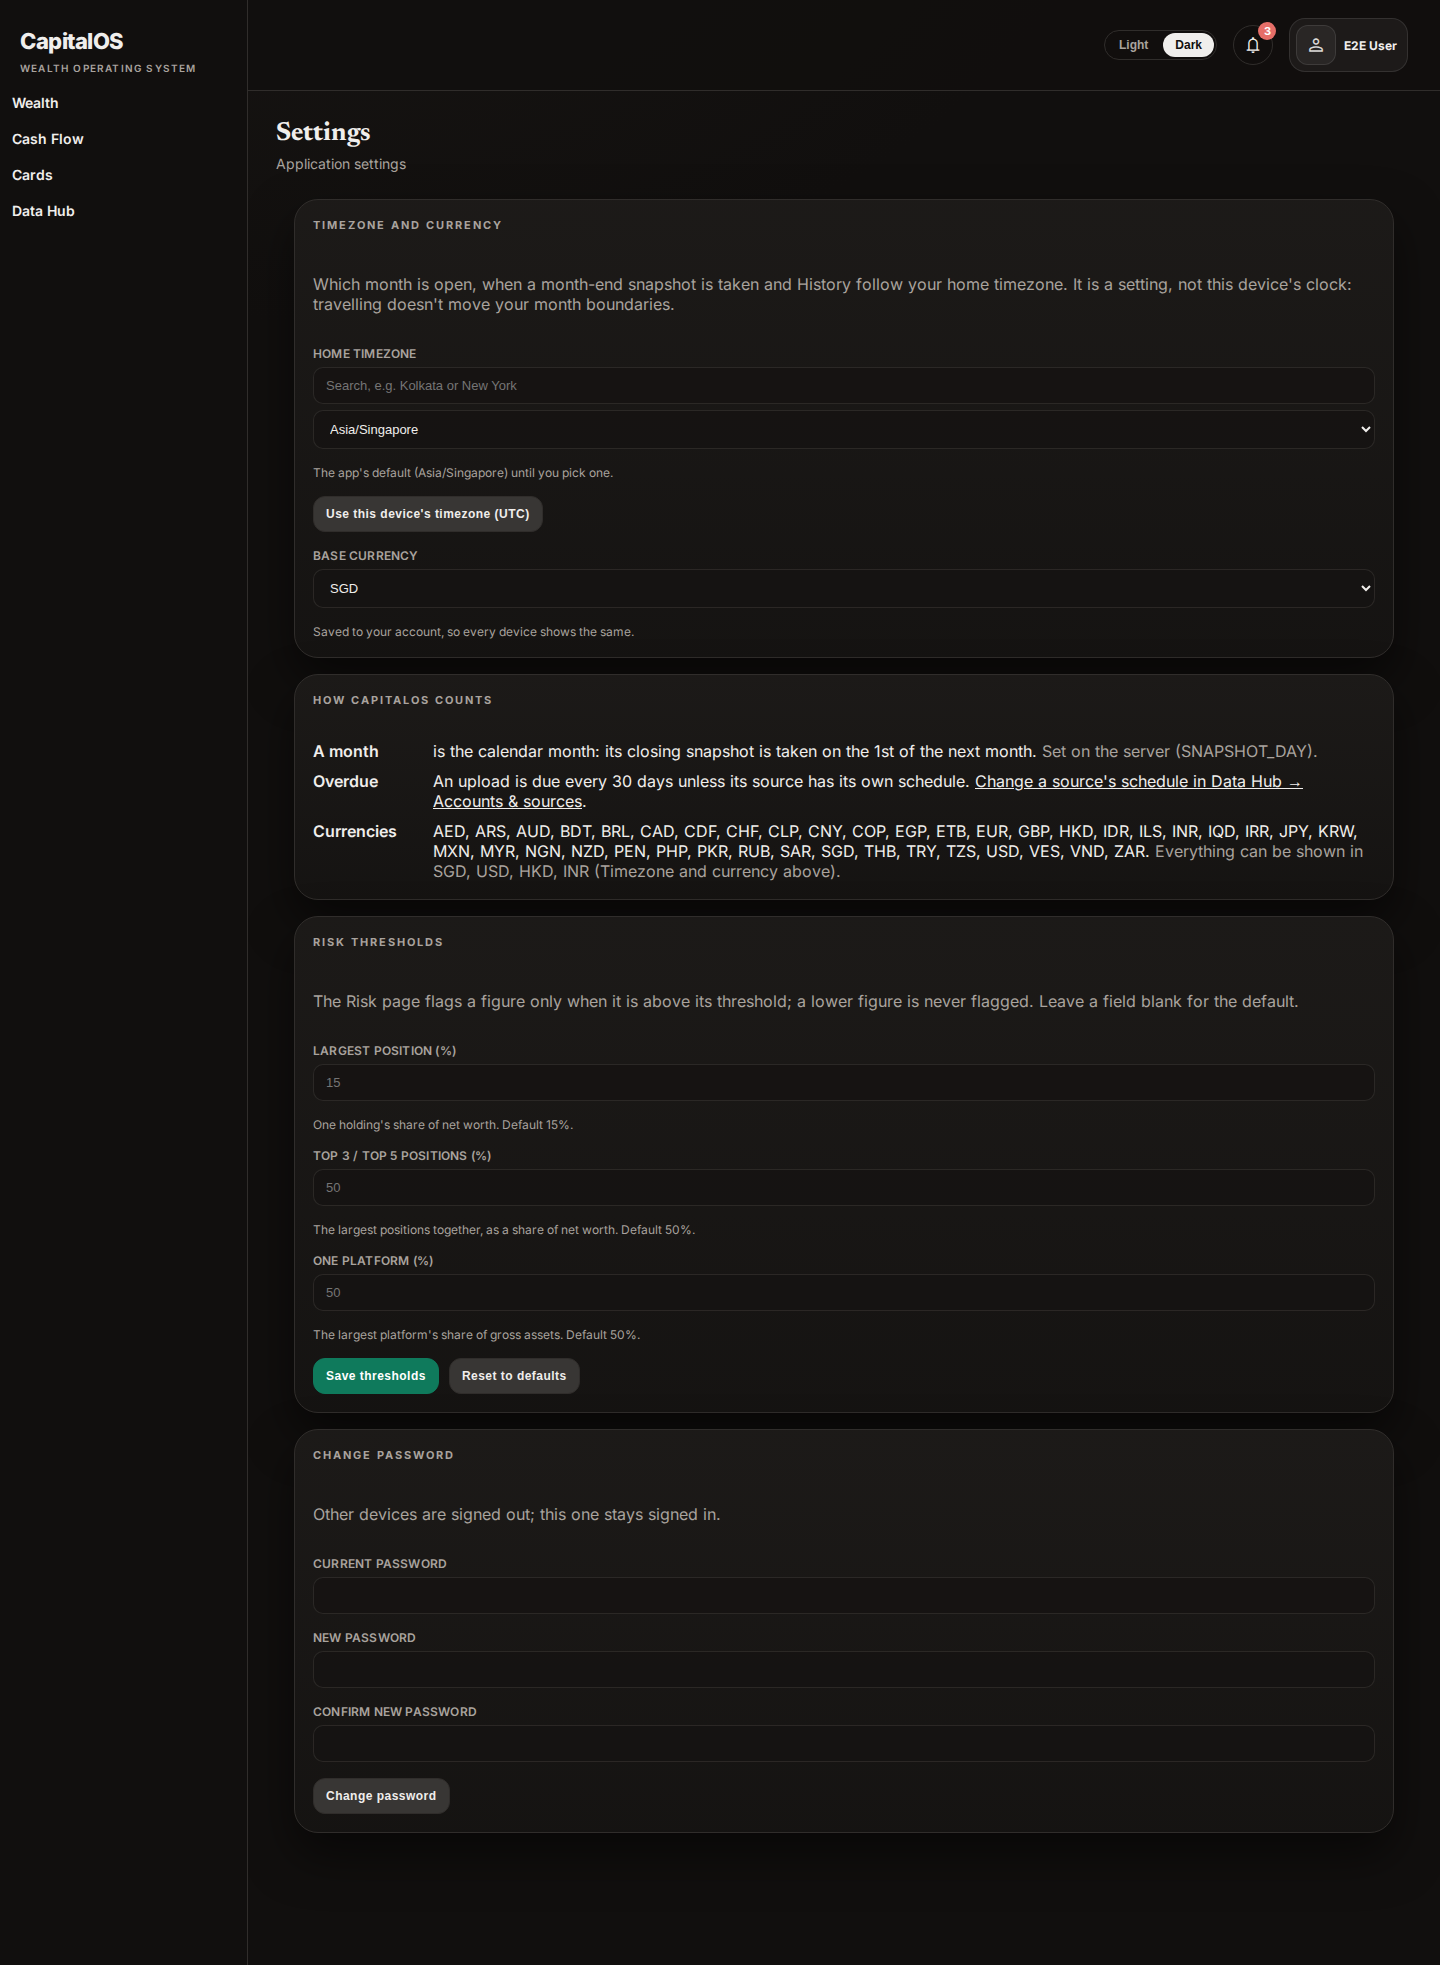 CapitalOS
WEALTH OPERATING SYSTEM
Wealth
Cash Flow
Cards
Data Hub
Light
Dark
3
E2E User
Settings
Application settings
TIMEZONE AND CURRENCY
Which month is open, when a month-end snapshot is taken and History follow your home timezone. It is a setting, not this device's clock:
travelling doesn't move your month boundaries.
HOME TIMEZONE
Search, e.g. Kolkata or New York
Asia/Singapore
The app's default (Asia/Singapore) until you pick one.
Use this device's timezone (UTC)
BASE CURRENCY
SGD
Saved to your account, so every device shows the same.
HOW CAPITALOS COUNTS
A month is the calendar month: its closing snapshot is taken on the 1st of the next month. Set on the server (SNAPSHOT_DAY).
Overdue An upload is due every 30 days unless its source has its own schedule. Change a source's schedule in Data Hub →
Accounts & sources.
Currencies AED, ARS, AUD, BDT, BRL, CAD, CDF, CHF, CLP, CNY, COP, EGP, ETB, EUR, GBP, HKD, IDR, ILS, INR, IQD, IRR, JPY, KRW,
MXN, MYR, NGN, NZD, PEN, PHP, PKR, RUB, SAR, SGD, THB, TRY, TZS, USD, VES, VND, ZAR. Everything can be shown in
SGD, USD, HKD, INR (Timezone and currency above).
RISK THRESHOLDS
The Risk page flags a figure only when it is above its threshold; a lower figure is never flagged. Leave a field blank for the default.
LARGEST POSITION (%)
15
One holding's share of net worth. Default 15%.
TOP 3 / TOP 5 POSITIONS (%)
50
The largest positions together, as a share of net worth. Default 50%.
ONE PLATFORM (%)
50
The largest platform's share of gross assets. Default 50%.
Save thresholds
Reset to defaults
CHANGE PASSWORD
Other devices are signed out; this one stays signed in.
CURRENT PASSWORD
NEW PASSWORD
CONFIRM NEW PASSWORD
Change password